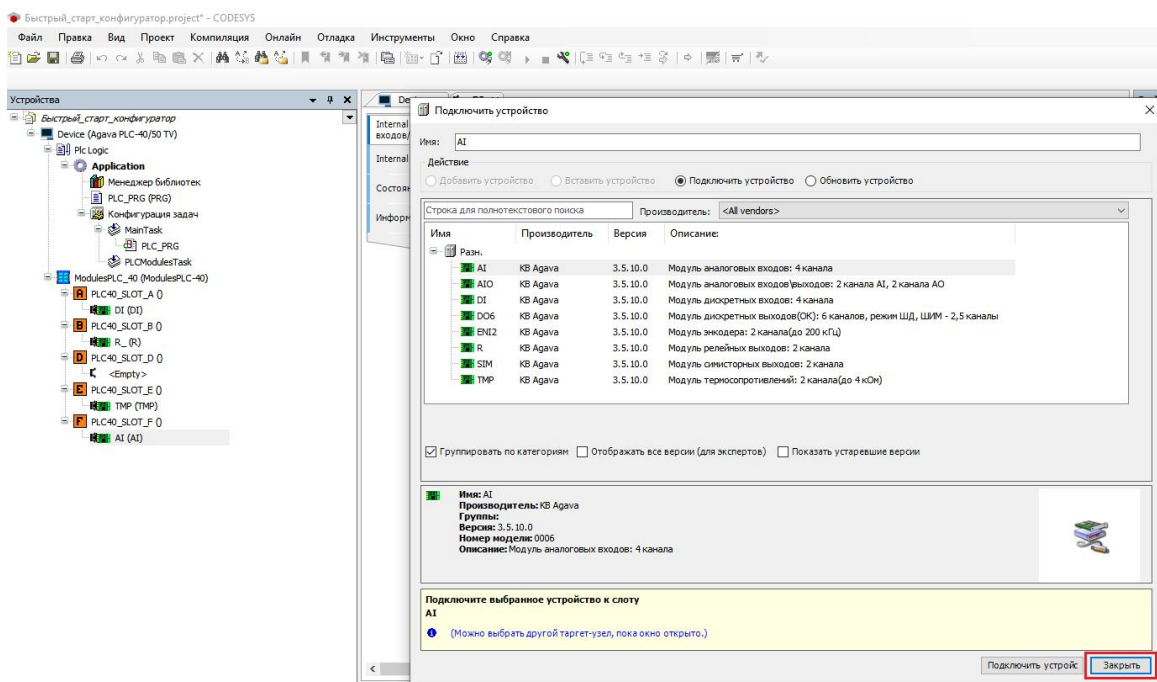 Быстрый_старт_конфигуратор.project* - CODESYS
Файл Правка Вид Проект Компиляция Онлайн Отладка Инструменты Окно Справка
Устройства
Быстрый_старт_конфигуратор
Device (Agava PLC-40/50 TV)
Plc Logic
Application
Менеджер библиотек
PLC_PRG (PRG)
Конфигурация задач
MainTask
PLC_PRG
PLCModulesTask
ModulesPLC_40 (ModulesPLC-40)
A PLC40_SLOT_A ()
DI (DI)
B PLC40_SLOT_B ()
R_ (R)
D PLC40_SLOT_D ()
<Empty>
E PLC40_SLOT_E ()
TMP (TMP)
F PLC40_SLOT_F ()
AI (AI)
Internal
входов/
Internal
Подключить устройство
Имя: AI
Действие
Добавить устройство Вставить устройство Подключить устройство Обновить устройство
Строка для полнотекстового поиска Производитель: <All vendors>
Имя Производитель Версия Описание:
Разн.
AI KB Agava 3.5.10.0 Модуль аналоговых входов: 4 канала
AIO KB Agava 3.5.10.0 Модуль аналоговых входов\выходов: 2 канала AI, 2 канала AO
DI KB Agava 3.5.10.0 Модуль дискретных входов: 4 канала
DO6 KB Agava 3.5.10.0 Модуль дискретных выходов(ОК): 6 каналов, режим ШД, ШИМ - 2,5 каналы
ENI2 KB Agava 3.5.10.0 Модуль энкодера: 2 канала(до 200 кГц)
R KB Agava 3.5.10.0 Модуль релейных выходов: 2 канала
SIM KB Agava 3.5.10.0 Модуль симисторных выходов: 2 канала
TMP KB Agava 3.5.10.0 Модуль термосопротивлений: 2 канала(до 4 кОм)
Группировать по категориям Отображать все версии (для экспертов) Показать устаревшие версии
Имя: AI
Производитель: KB Agava
Группы:
Версия: 3.5.10.0
Номер модели: 0006
Описание: Модуль аналоговых входов: 4 канала
Подключите выбранное устройство к слоту
AI
(Можно выбрать другой таргет-узел, пока окно открыто.)
Подключить устройс Закрыть